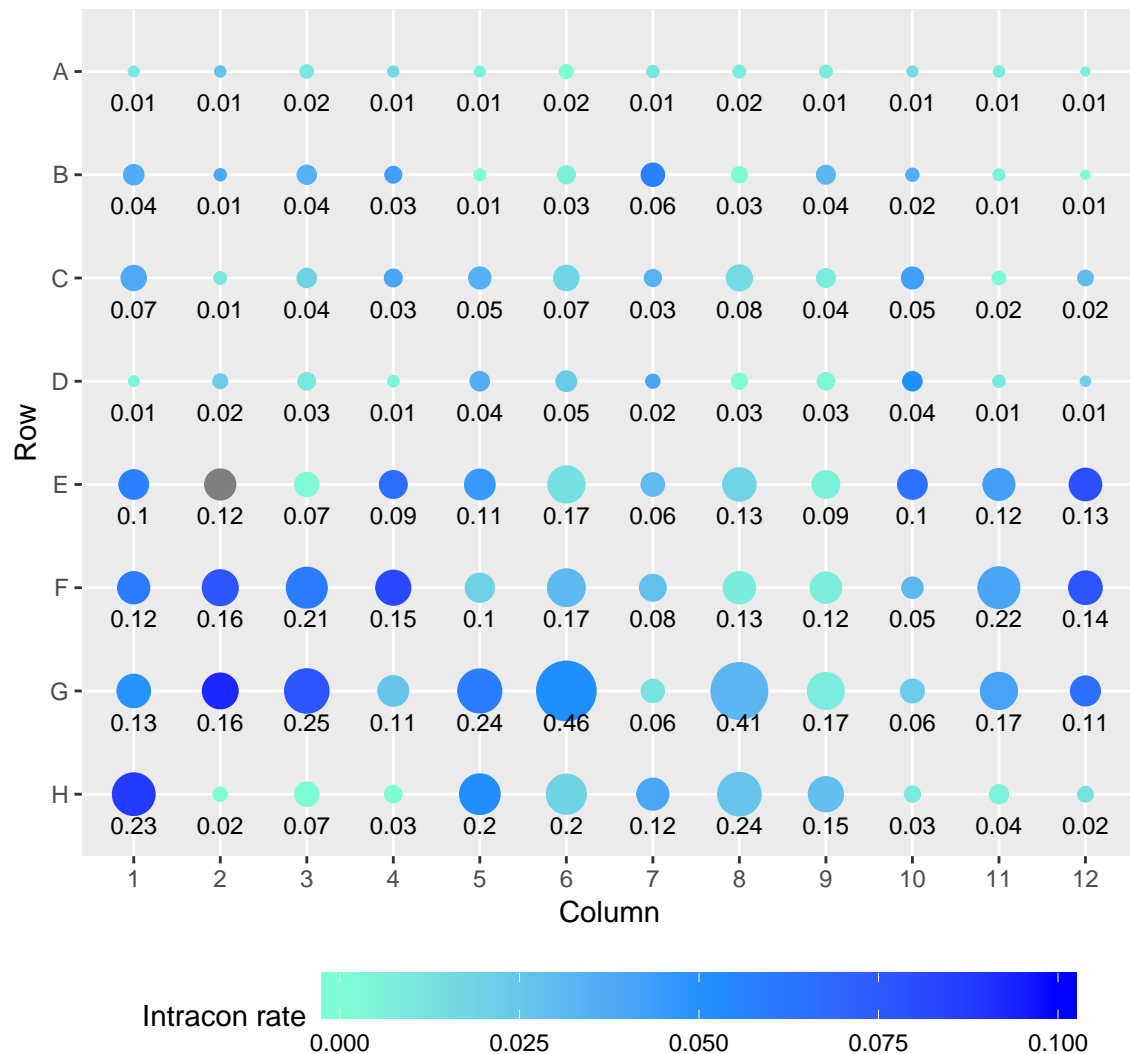 A
0.01 0.01 0.02 0.01 0.01 0.02 0.01 0.02 0.01 0.01 0.01 0.01
B
0.04 0.01 0.04 0.03 0.01 0.03 0.06 0.03 0.04 0.02 0.01 0.01
C
0.07 0.01 0.04 0.03 0.05 0.07 0.03 0.08 0.04 0.05 0.02 0.02
D
0.01 0.02 0.03 0.01 0.04 0.05 0.02 0.03 0.03 0.04 0.01 0.01
Row
E
0.1 0.12 0.07 0.09 0.11 0.17 0.06 0.13 0.09 0.1 0.12 0.13
F
0.12 0.16 0.21 0.15 0.1 0.17 0.08 0.13 0.12 0.05 0.22 0.14
G
0.13 0.16 0.25 0.11 0.24 0.46 0.06 0.41 0.17 0.06 0.17 0.11
H
0.23 0.02 0.07 0.03 0.2 0.2 0.12 0.24 0.15 0.03 0.04 0.02
1 2 3 4 5 6 7 8 9 10 11 12
Column
Intracon rate
0.000 0.025 0.050 0.075 0.100